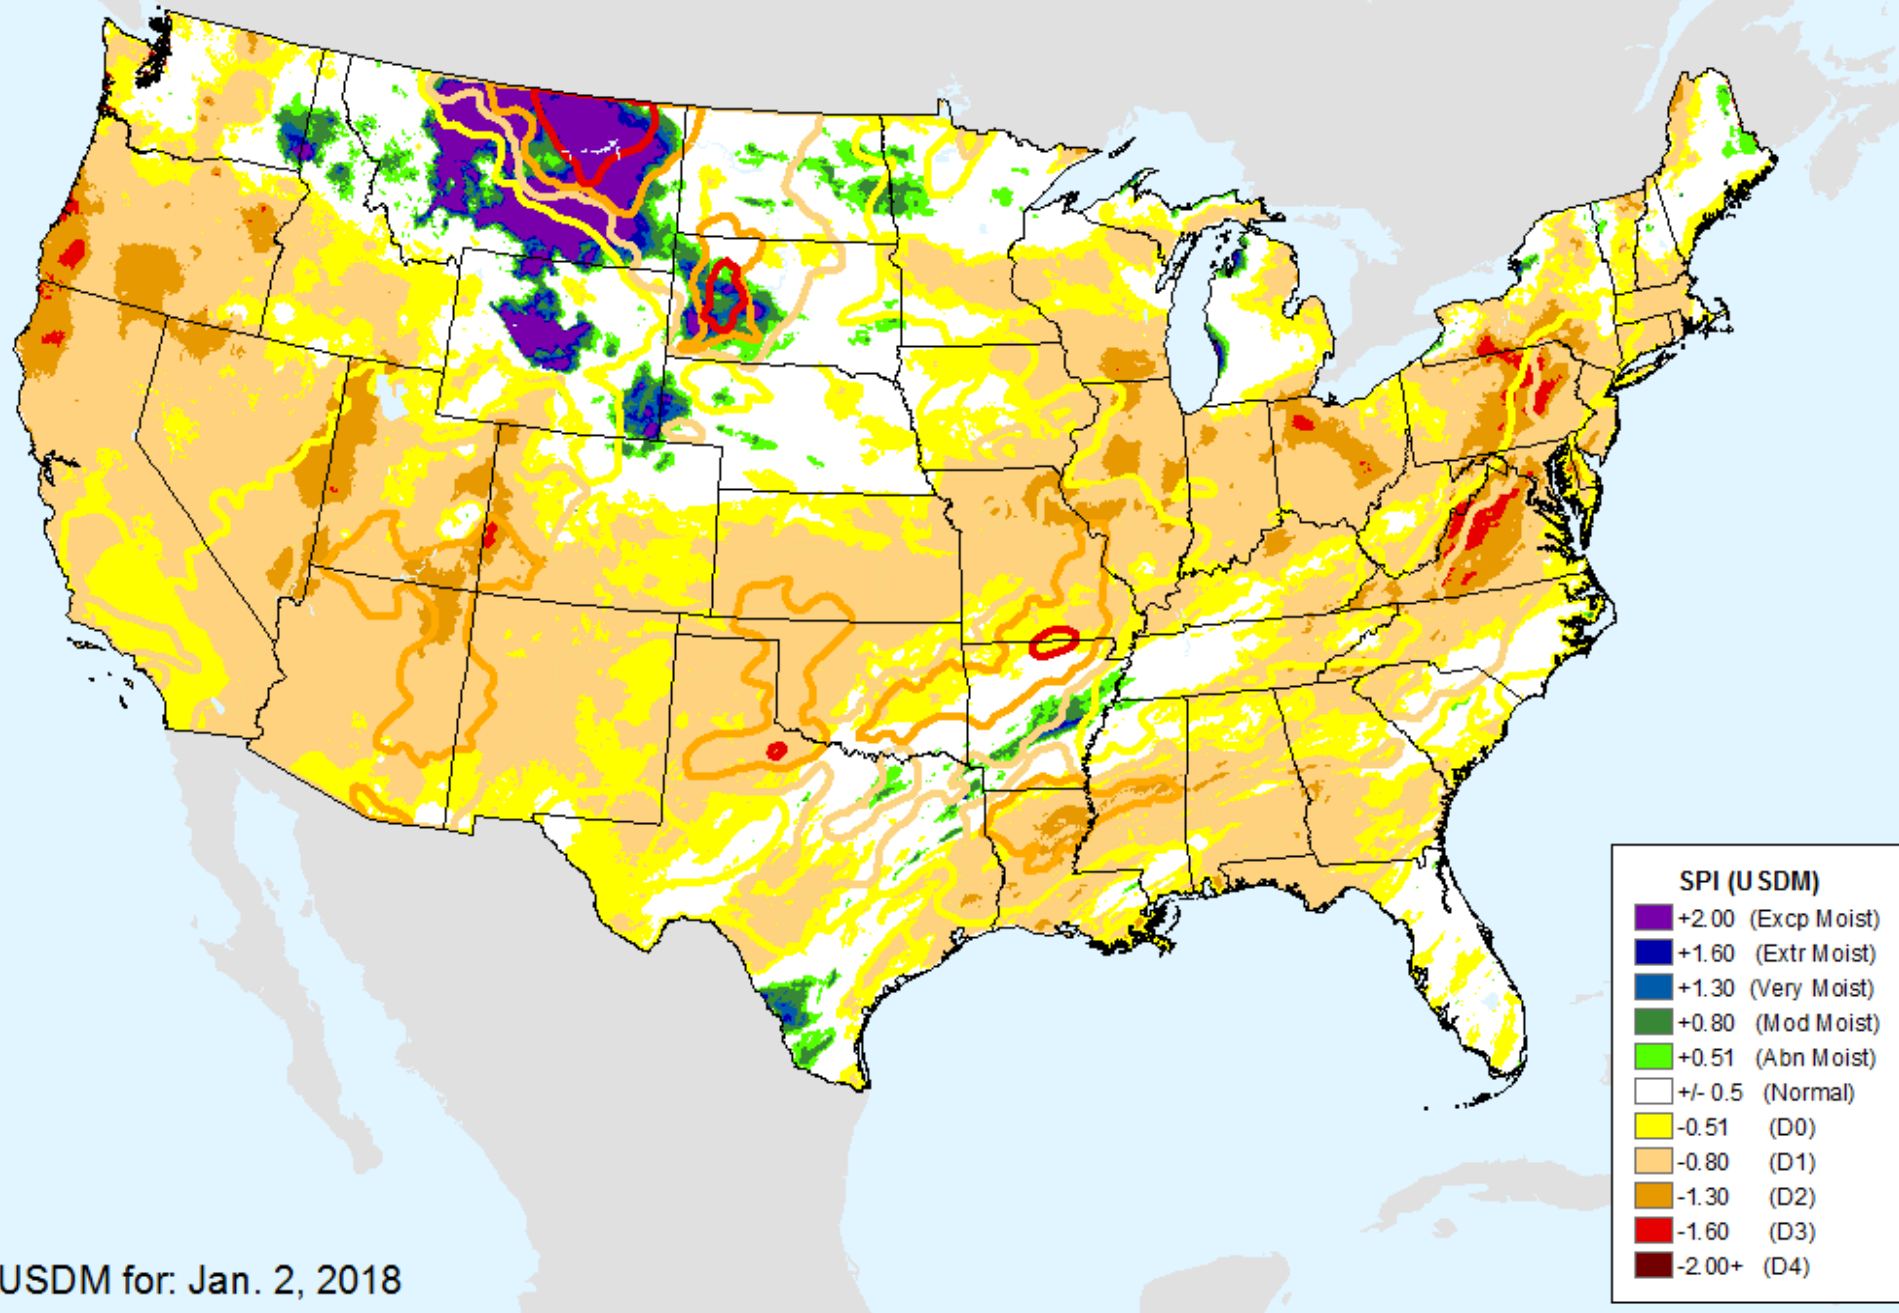 SPI (USDM)
+2.00 (Excp Moist)
+1.60 (Extr Moist)
+1.30 (Very Moist)
+0.80 (Mod Moist)
+0.51 (Abn Moist)
+/- 0.5 (Normal)
-0.51 (D0)
-0.80 (D1)
-1.30 (D2)
-1.60 (D3)
-2.00+ (D4)
USDM for: Jan. 2, 2018